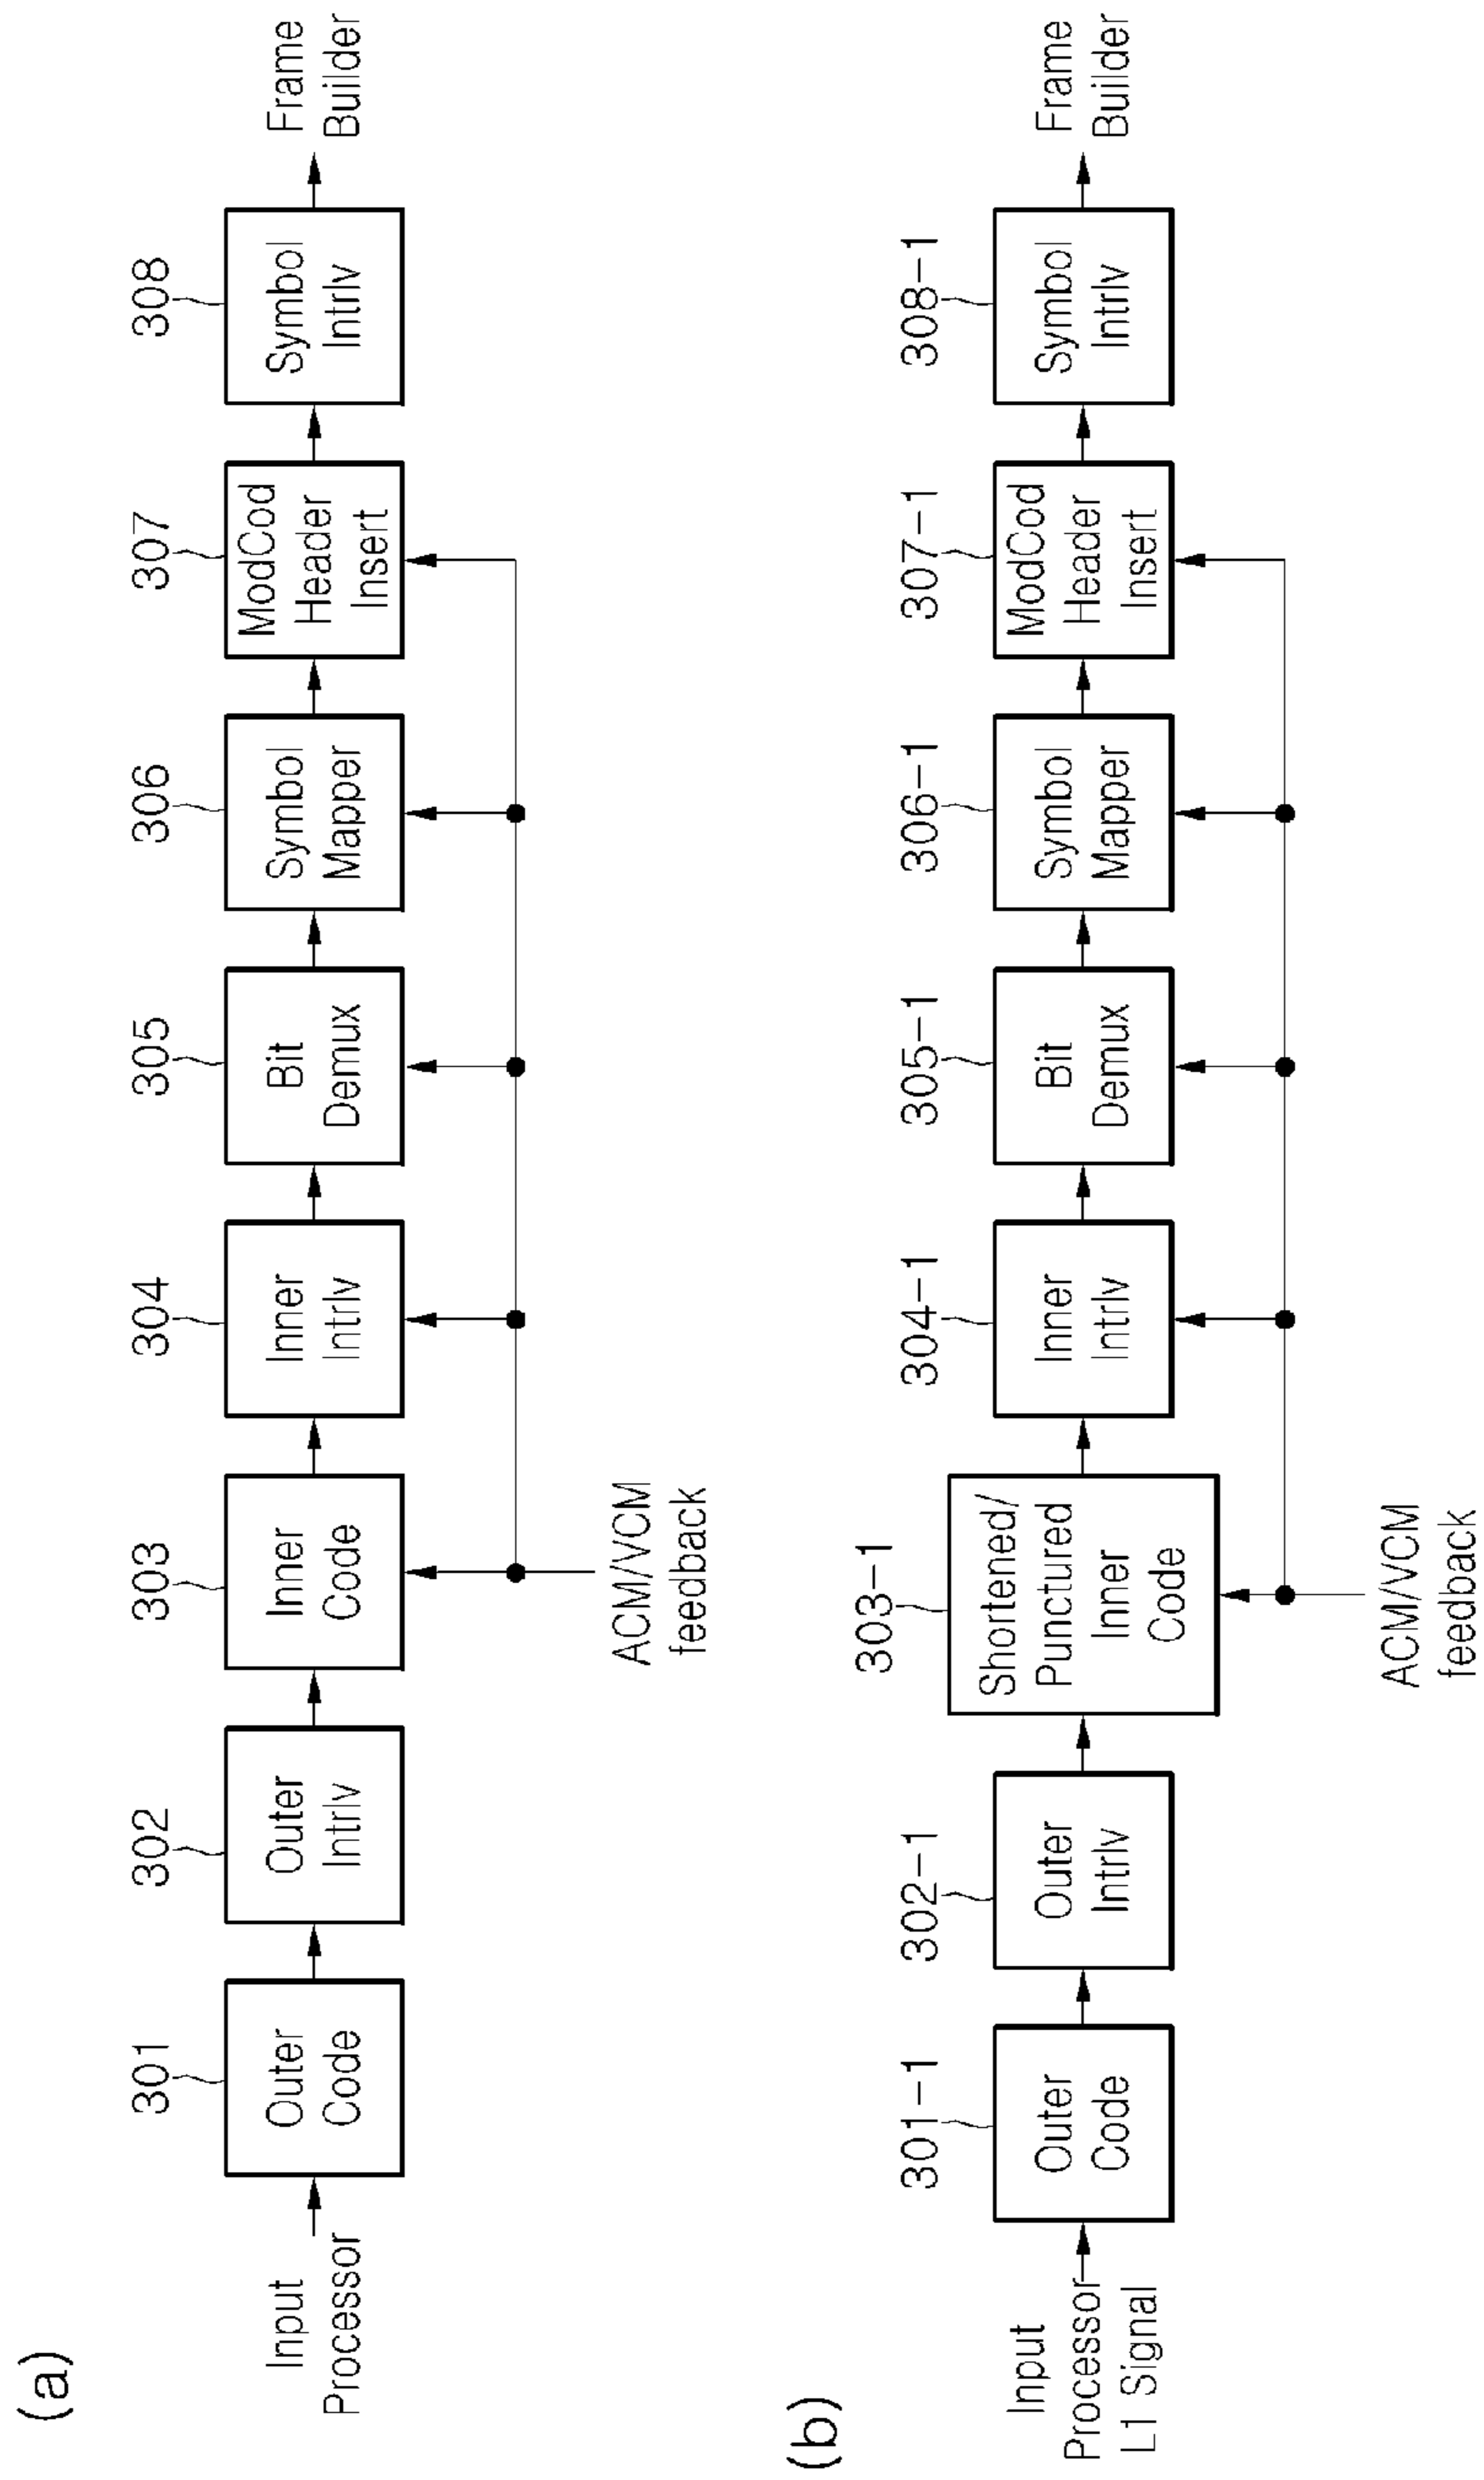 (a)
Input
Processor
301
Outer
Code
302
Outer
Intrlv
303
Inner
Code
304
Inner
Intrlv
305
Bit
Demux
306
Symbol
Mapper
307
ModCod
Header
Insert
308
Symbol
Intrlv
Frame
Builder
ACM/VCM
feedback
(b)
Input
Processor
L1 Signal
301-1
Outer
Code
302-1
Outer
Intrlv
303-1
Shortened/
Punctured
Inner
Code
304-1
Inner
Intrlv
305-1
Bit
Demux
306-1
Symbol
Mapper
307-1
ModCod
Header
Insert
308-1
Symbol
Intrlv
Frame
Builder
ACM/VCM
feedback